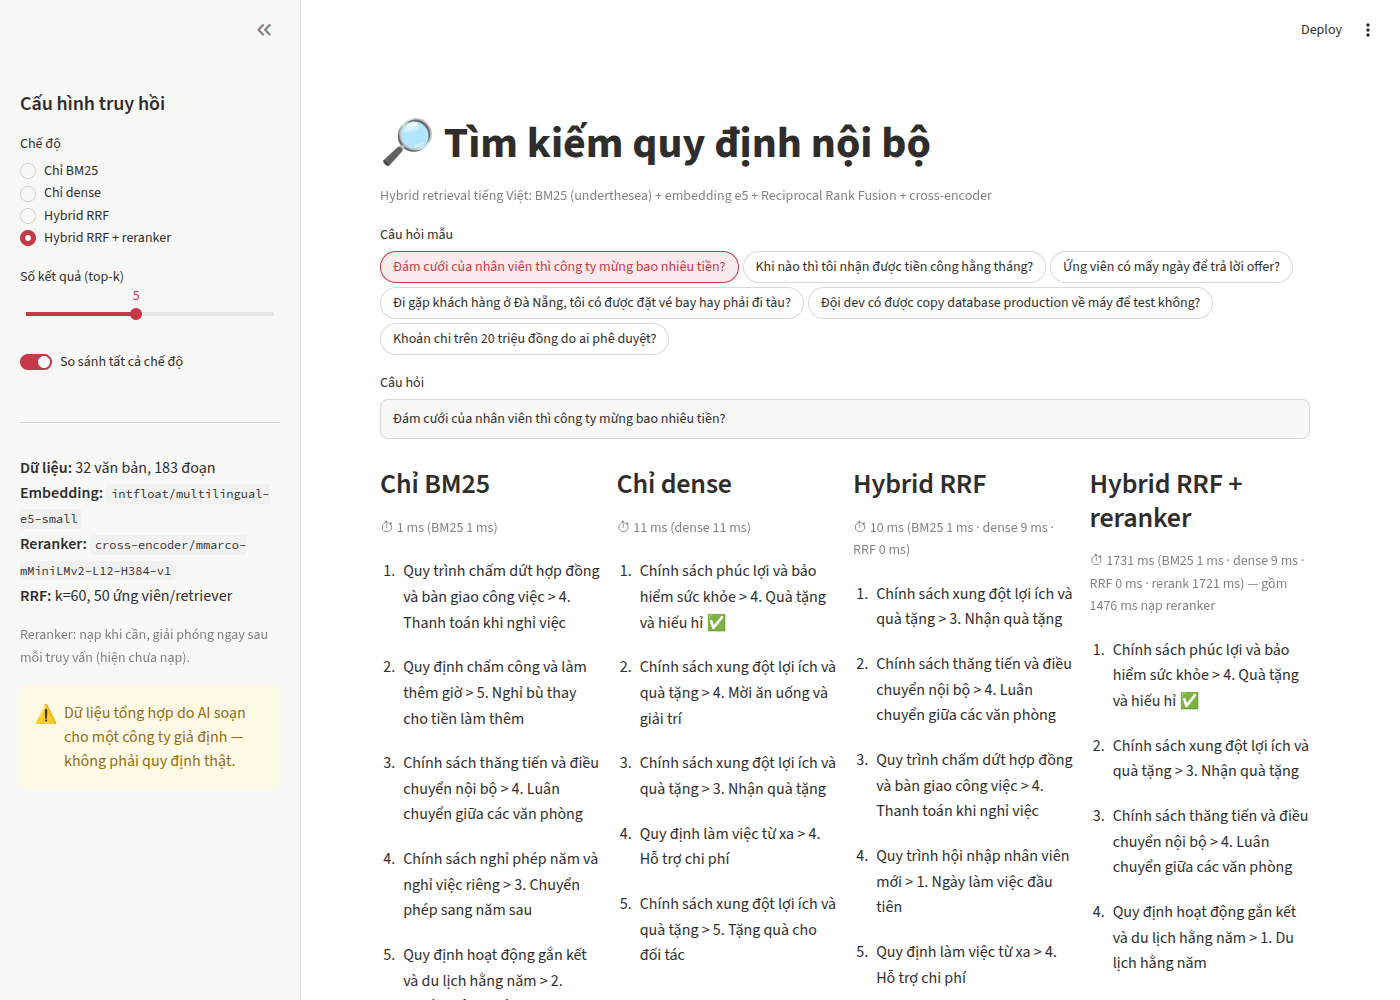 Deploy
Cấu hình truy hồi
Chế độ
Chỉ BM25
Chỉ dense
Hybrid RRF
Hybrid RRF + reranker
Số kết quả (top-k)
5
So sánh tất cả chế độ
Dữ liệu: 32 văn bản, 183 đoạn
Embedding: intfloat/multilingual-
e5-small
Reranker: cross-encoder/mmarco-
mMiniLMv2-L12-H384-v1
RRF: k=60, 50 ứng viên/retriever
Reranker: nạp khi cần, giải phóng ngay sau
mỗi truy vấn (hiện chưa nạp).
Dữ liệu tổng hợp do AI soạn
cho một công ty giả định —
không phải quy định thật.
Tìm kiếm quy định nội bộ
Hybrid retrieval tiếng Việt: BM25 (underthesea) + embedding e5 + Reciprocal Rank Fusion + cross-encoder
Câu hỏi mẫu
Đám cưới của nhân viên thì công ty mừng bao nhiêu tiền?
Khi nào thì tôi nhận được tiền công hằng tháng?
Ứng viên có mấy ngày để trả lời offer?
Đi gặp khách hàng ở Đà Nẵng, tôi có được đặt vé bay hay phải đi tàu?
Đội dev có được copy database production về máy để test không?
Khoản chi trên 20 triệu đồng do ai phê duyệt?
Câu hỏi
Đám cưới của nhân viên thì công ty mừng bao nhiêu tiền?
Chỉ BM25
⏱ 1 ms (BM25 1 ms)
1. Quy trình chấm dứt hợp đồng
và bàn giao công việc > 4.
Thanh toán khi nghỉ việc
2. Quy định chấm công và làm
thêm giờ > 5. Nghỉ bù thay
cho tiền làm thêm
3. Chính sách thăng tiến và điều
chuyển nội bộ > 4. Luân
chuyển giữa các văn phòng
4. Chính sách nghỉ phép năm và
nghỉ việc riêng > 3. Chuyển
phép sang năm sau
5. Quy định hoạt động gắn kết
và du lịch hằng năm > 2.
Chỉ dense
⏱ 11 ms (dense 11 ms)
1. Chính sách phúc lợi và bảo
hiểm sức khỏe > 4. Quà tặng
và hiếu hỉ ✅
2. Chính sách xung đột lợi ích và
quà tặng > 4. Mời ăn uống và
giải trí
3. Chính sách xung đột lợi ích và
quà tặng > 3. Nhận quà tặng
4. Quy định làm việc từ xa > 4.
Hỗ trợ chi phí
5. Chính sách xung đột lợi ích và
quà tặng > 5. Tặng quà cho
đối tác
Hybrid RRF
⏱ 10 ms (BM25 1 ms · dense 9 ms ·
RRF 0 ms)
1. Chính sách xung đột lợi ích và
quà tặng > 3. Nhận quà tặng
2. Chính sách thăng tiến và điều
chuyển nội bộ > 4. Luân
chuyển giữa các văn phòng
3. Quy trình chấm dứt hợp đồng
và bàn giao công việc > 4.
Thanh toán khi nghỉ việc
4. Quy trình hội nhập nhân viên
mới > 1. Ngày làm việc đầu
tiên
5. Quy định làm việc từ xa > 4.
Hỗ trợ chi phí
Hybrid RRF +
reranker
⏱ 1731 ms (BM25 1 ms · dense 9 ms ·
RRF 0 ms · rerank 1721 ms) — gồm
1476 ms nạp reranker
1. Chính sách phúc lợi và bảo
hiểm sức khỏe > 4. Quà tặng
và hiếu hỉ ✅
2. Chính sách xung đột lợi ích và
quà tặng > 3. Nhận quà tặng
3. Chính sách thăng tiến và điều
chuyển nội bộ > 4. Luân
chuyển giữa các văn phòng
4. Quy định hoạt động gắn kết
và du lịch hằng năm > 1. Du
lịch hằng năm